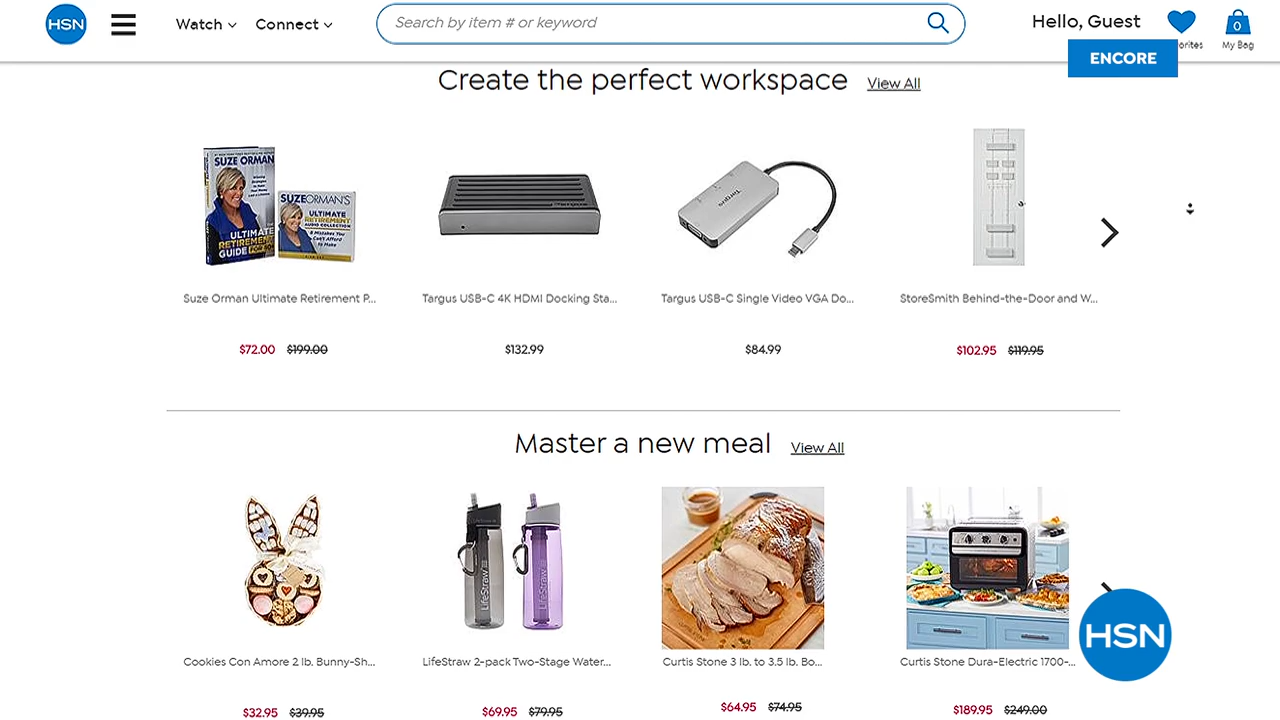 HSN
Watch
Connect
Search by item # or keyword
Hello, Guest
orites
0
My Bag
ENCORE
Create the perfect workspace
View All
SUZE ORMAN
ULTIMATE
RETIREMENT
GUIDE FOR
SUZEORMAN'S
ULTIMATE
RETIREMENT
AUDIO COLLECTION
Targus
Suze Orman Ultimate Retirement P...
Targus USB-C 4K HDMI Docking Sta...
Targus USB-C Single Video VGA Do...
StoreSmith Behind-the-Door and W...
$72.00 $199.00
$132.99
$84.99
$102.95 $119.95
Master a new meal
View All
LifeStraw
LifeStraw
Cookies Con Amore 2 lb. Bunny-Sh...
LifeStraw 2-pack Two-Stage Water...
Curtis Stone 3 lb. to 3.5 lb. Bo...
Curtis Stone Dura-Electric 1700-...
$32.95 $39.95
$69.95 $79.95
$64.95 $74.95
$189.95 $249.00
HSN